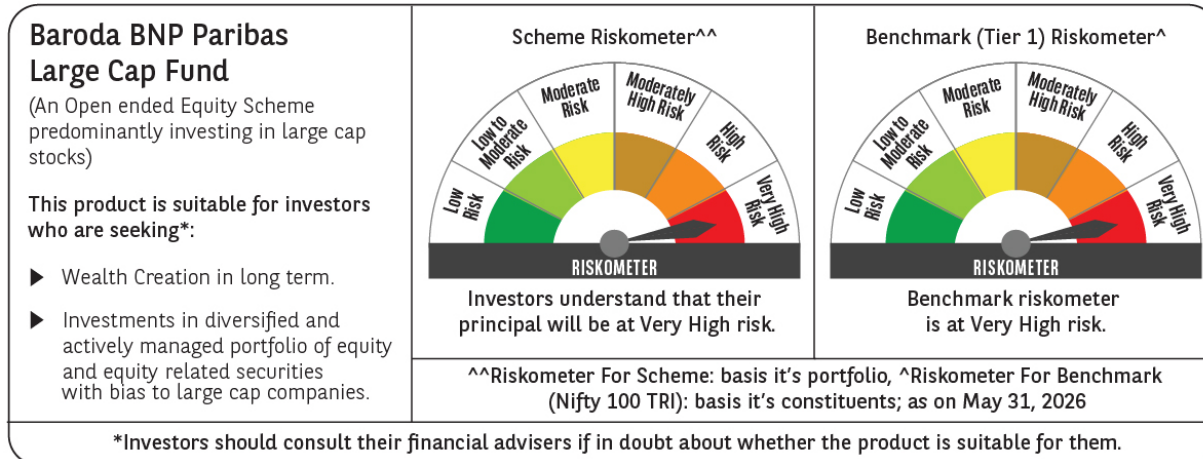 Baroda BNP Paribas
Large Cap Fund
(An Open ended Equity Scheme
predominantly investing in large cap
stocks)
This product is suitable for investors
who are seeking*:
▶ Wealth Creation in long term.
▶ Investments in diversified and
actively managed portfolio of equity
and equity related securities
with bias to large cap companies.
Scheme Riskometer^^
Low
Risk
Low to
Moderate
Risk
Moderate
Risk
Moderately
High Risk
High
Risk
Very High
Risk
RISKOMETER
Investors understand that their
principal will be at Very High risk.
Benchmark (Tier 1) Riskometer^
Low
Risk
Low to
Moderate
Risk
Moderate
Risk
Moderately
High Risk
High
Risk
Very High
Risk
RISKOMETER
Benchmark riskometer
is at Very High risk.
^^Riskometer For Scheme: basis it's portfolio, ^Riskometer For Benchmark
(Nifty 100 TRI): basis it's constituents; as on May 31, 2026
*Investors should consult their financial advisers if in doubt about whether the product is suitable for them.